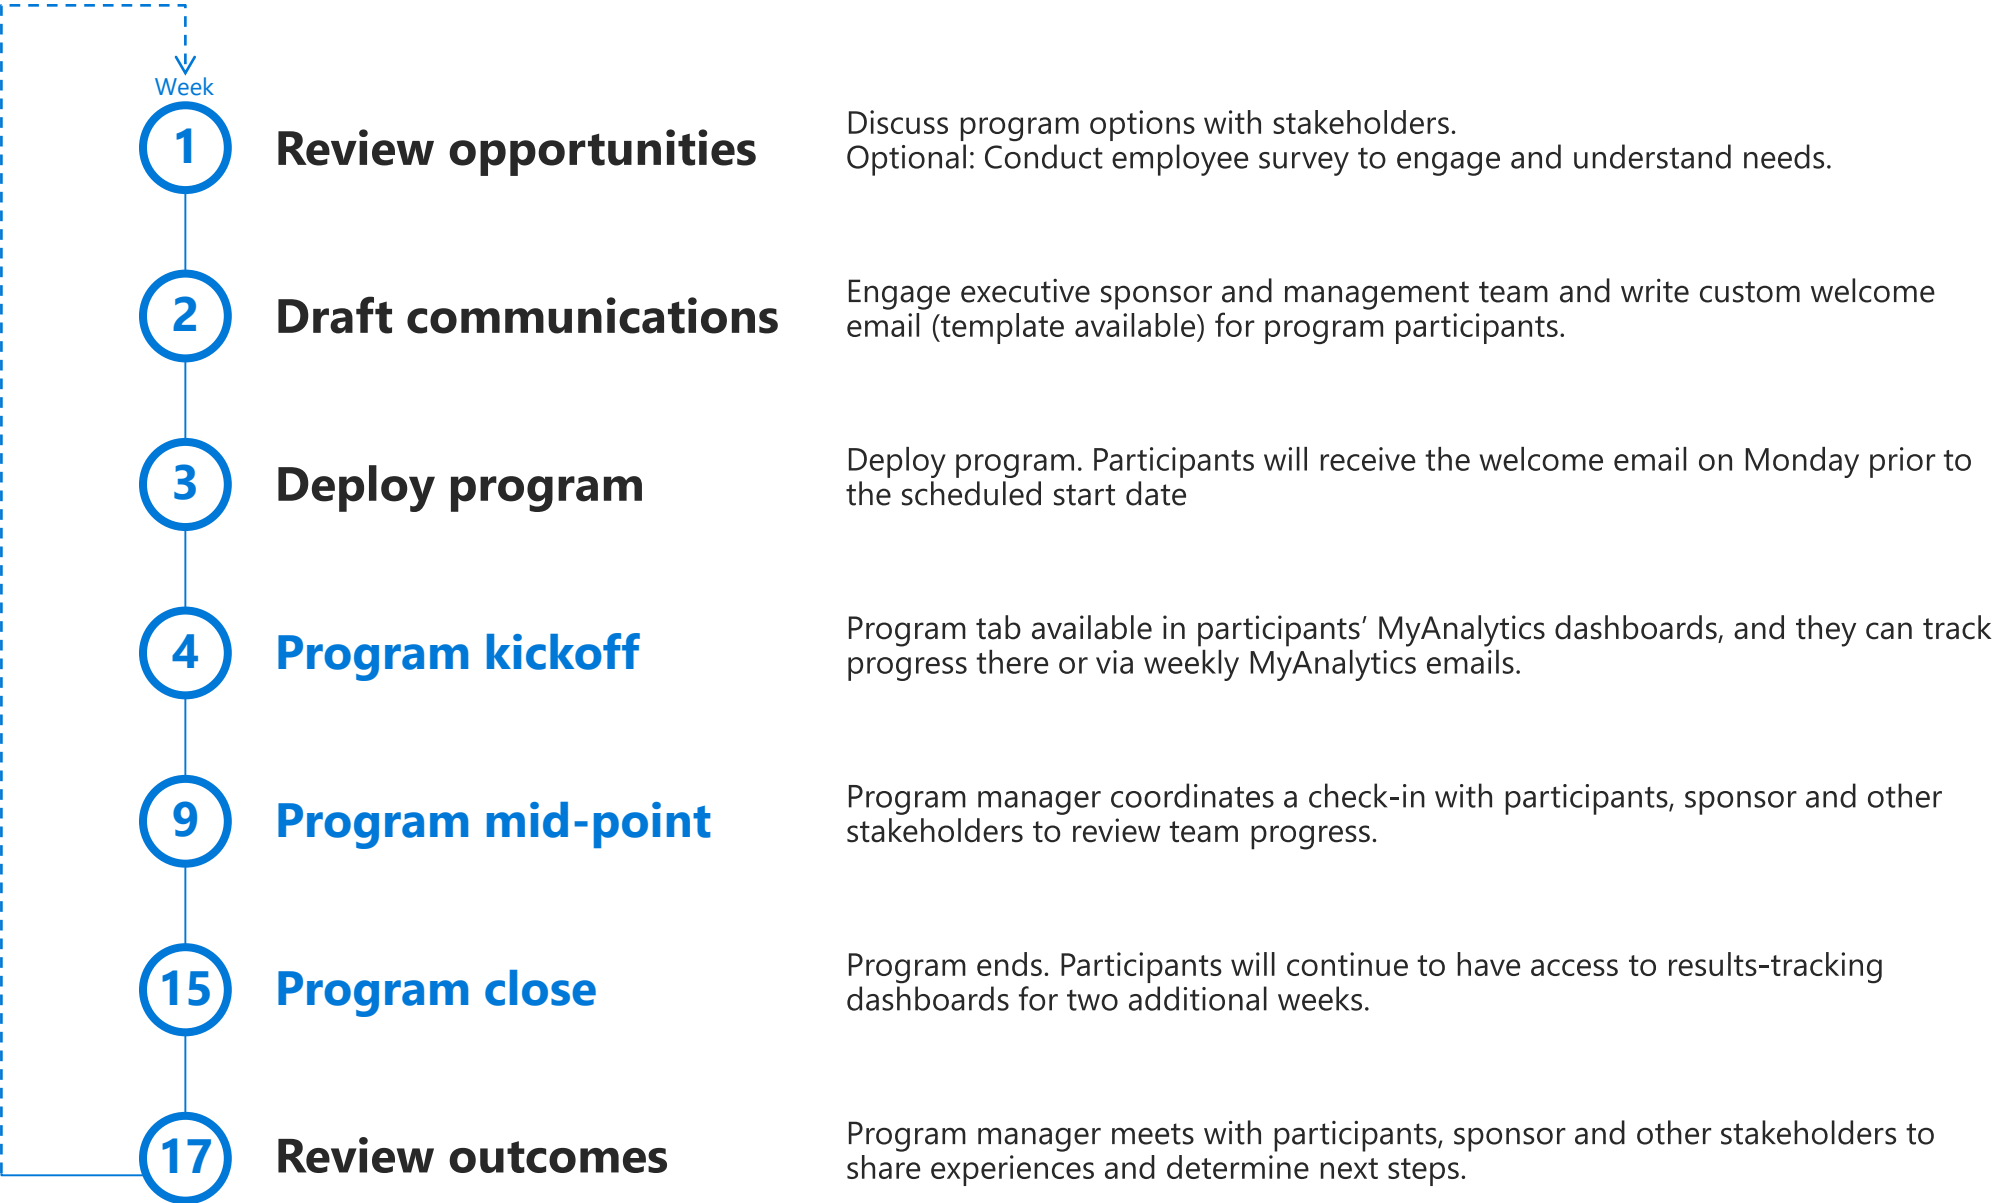 Week
1
Review opportunities
Discuss program options with stakeholders.
Optional: Conduct employee survey to engage and understand needs.
2
Draft communications
Engage executive sponsor and management team and write custom welcome
email (template available) for program participants.
3
Deploy program
Deploy program. Participants will receive the welcome email on Monday prior to
the scheduled start date
4
Program kickoff
Program tab available in participants’ MyAnalytics dashboards, and they can track
progress there or via weekly MyAnalytics emails.
9
Program mid-point
Program manager coordinates a check-in with participants, sponsor and other
stakeholders to review team progress.
15
Program close
Program ends. Participants will continue to have access to results-tracking
dashboards for two additional weeks.
17
Review outcomes
Program manager meets with participants, sponsor and other stakeholders to
share experiences and determine next steps.